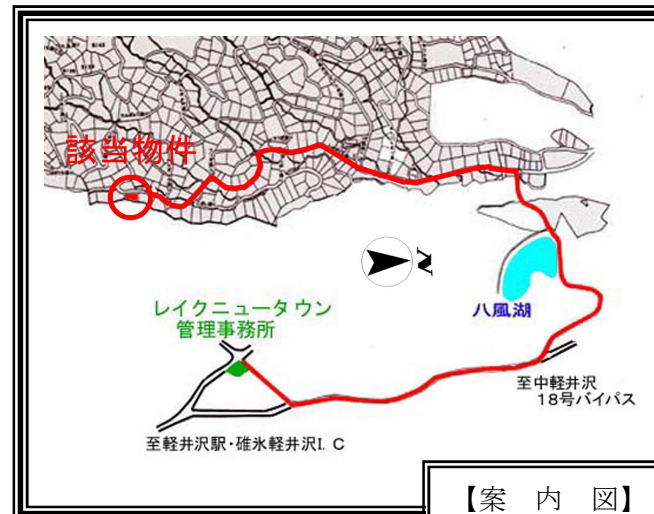 該当物件
N
八風湖
レイクニュータウン
管理事務所
至中軽井沢
18号バイパス
至軽井沢駅・碓氷軽井沢I. C
【案 内 図】